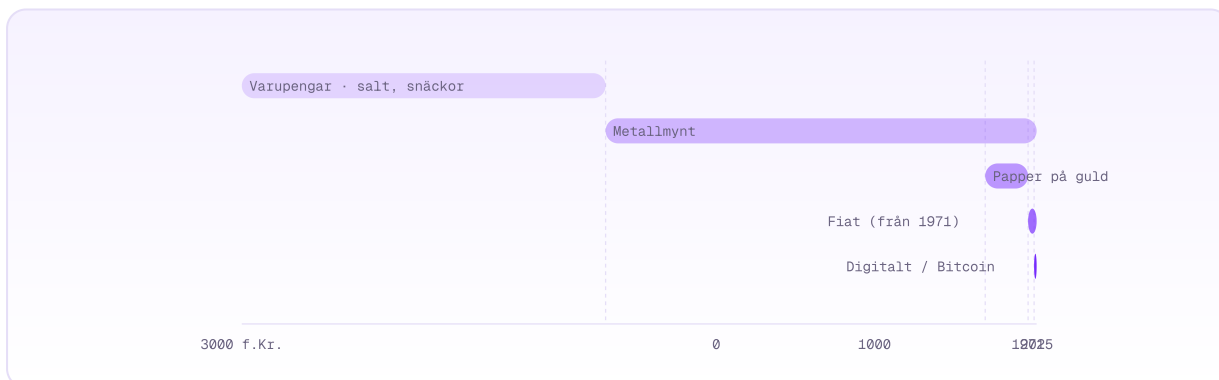 Varupengar · salt, snäckor
Metallmynt
Papper på guld
Fiat (från 1971)
Digitalt / Bitcoin
3000 f.Kr. 0 1000